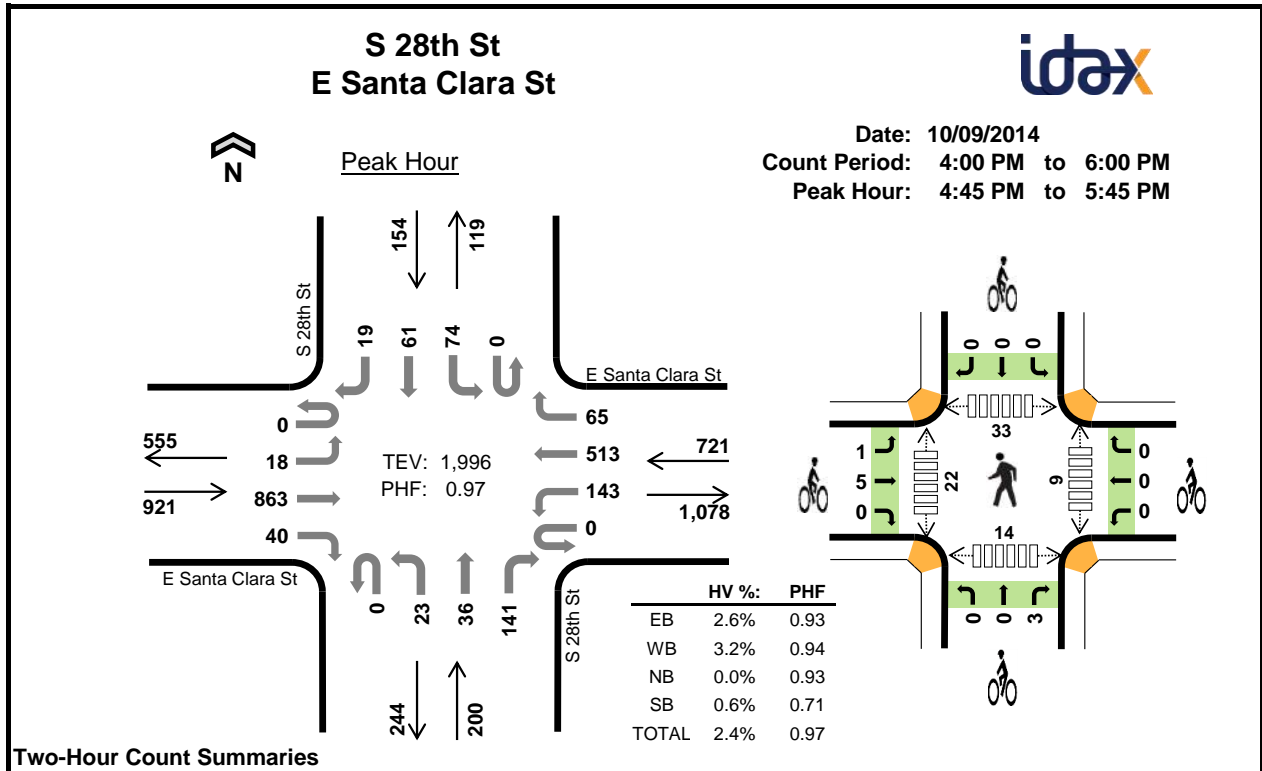 S 28th St
E Santa Clara St
idax
N
Peak Hour
Date: 10/09/2014
Count Period: 4:00 PM to 6:00 PM
Peak Hour: 4:45 PM to 5:45 PM
154
119
S 28th St
19
61
74
0
E Santa Clara St
0
18
863
40
555
921
TEV: 1,996
PHF: 0.97
65
513
143
0
721
1,078
E Santa Clara St
0
23
36
141
S 28th St
244
200
HV %: PHF
EB 2.6% 0.93
WB 3.2% 0.94
NB 0.0% 0.93
SB 0.6% 0.71
TOTAL 2.4% 0.97
0 0 0
33
1
5
0
22
9
0
0
0
14
0 0 3
Two-Hour Count Summaries